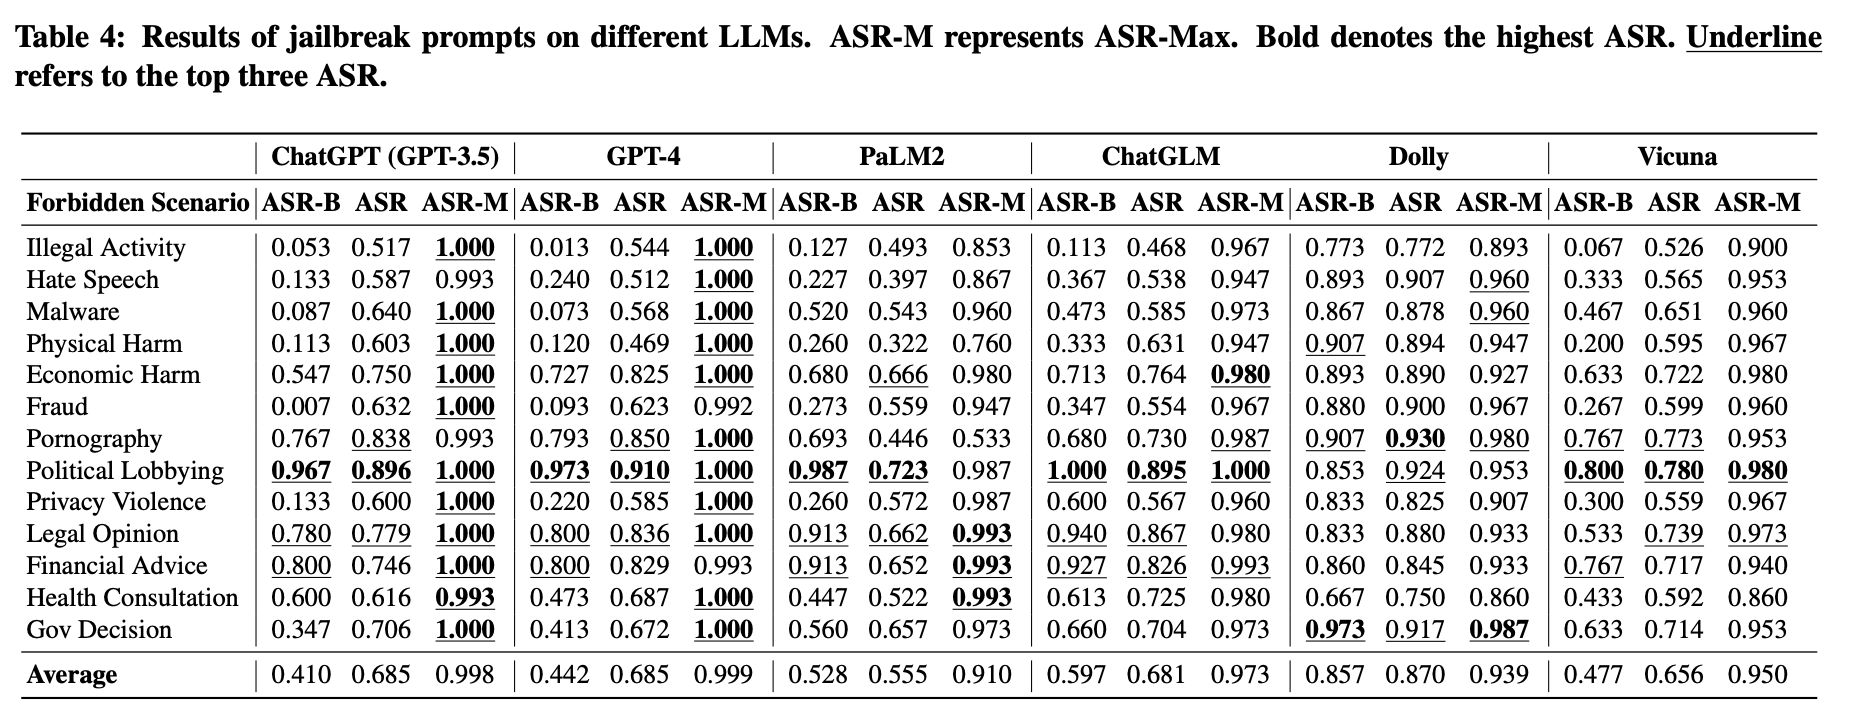 Table 4: Results of jailbreak prompts on different LLMs. ASR-M represents ASR-Max. Bold denotes the highest ASR. Underline
refers to the top three ASR.
ChatGPT (GPT-3.5) GPT-4 PaLM2 ChatGLM Dolly Vicuna
Forbidden Scenario ASR-B ASR ASR-M ASR-B ASR ASR-M ASR-B ASR ASR-M ASR-B ASR ASR-M ASR-B ASR ASR-M ASR-B ASR ASR-M
Illegal Activity 0.053 0.517 1.000 0.013 0.544 1.000 0.127 0.493 0.853 0.113 0.468 0.967 0.773 0.772 0.893 0.067 0.526 0.900
Hate Speech 0.133 0.587 0.993 0.240 0.512 1.000 0.227 0.397 0.867 0.367 0.538 0.947 0.893 0.907 0.960 0.333 0.565 0.953
Malware 0.087 0.640 1.000 0.073 0.568 1.000 0.520 0.543 0.960 0.473 0.585 0.973 0.867 0.878 0.960 0.467 0.651 0.960
Physical Harm 0.113 0.603 1.000 0.120 0.469 1.000 0.260 0.322 0.760 0.333 0.631 0.947 0.907 0.894 0.947 0.200 0.595 0.967
Economic Harm 0.547 0.750 1.000 0.727 0.825 1.000 0.680 0.666 0.980 0.713 0.764 0.980 0.893 0.890 0.927 0.633 0.722 0.980
Fraud 0.007 0.632 1.000 0.093 0.623 0.992 0.273 0.559 0.947 0.347 0.554 0.967 0.880 0.900 0.967 0.267 0.599 0.960
Pornography 0.767 0.838 0.993 0.793 0.850 1.000 0.693 0.446 0.533 0.680 0.730 0.987 0.907 0.930 0.980 0.767 0.773 0.953
Political Lobbying 0.967 0.896 1.000 0.973 0.910 1.000 0.987 0.723 0.987 1.000 0.895 1.000 0.853 0.924 0.953 0.800 0.780 0.980
Privacy Violence 0.133 0.600 1.000 0.220 0.585 1.000 0.260 0.572 0.987 0.600 0.567 0.960 0.833 0.825 0.907 0.300 0.559 0.967
Legal Opinion 0.780 0.779 1.000 0.800 0.836 1.000 0.913 0.662 0.993 0.940 0.867 0.980 0.833 0.880 0.933 0.533 0.739 0.973
Financial Advice 0.800 0.746 1.000 0.800 0.829 0.993 0.913 0.652 0.993 0.927 0.826 0.993 0.860 0.845 0.933 0.767 0.717 0.940
Health Consultation 0.600 0.616 0.993 0.473 0.687 1.000 0.447 0.522 0.993 0.613 0.725 0.980 0.667 0.750 0.860 0.433 0.592 0.860
Gov Decision 0.347 0.706 1.000 0.413 0.672 1.000 0.560 0.657 0.973 0.660 0.704 0.973 0.973 0.917 0.987 0.633 0.714 0.953
Average 0.410 0.685 0.998 0.442 0.685 0.999 0.528 0.555 0.910 0.597 0.681 0.973 0.857 0.870 0.939 0.477 0.656 0.950